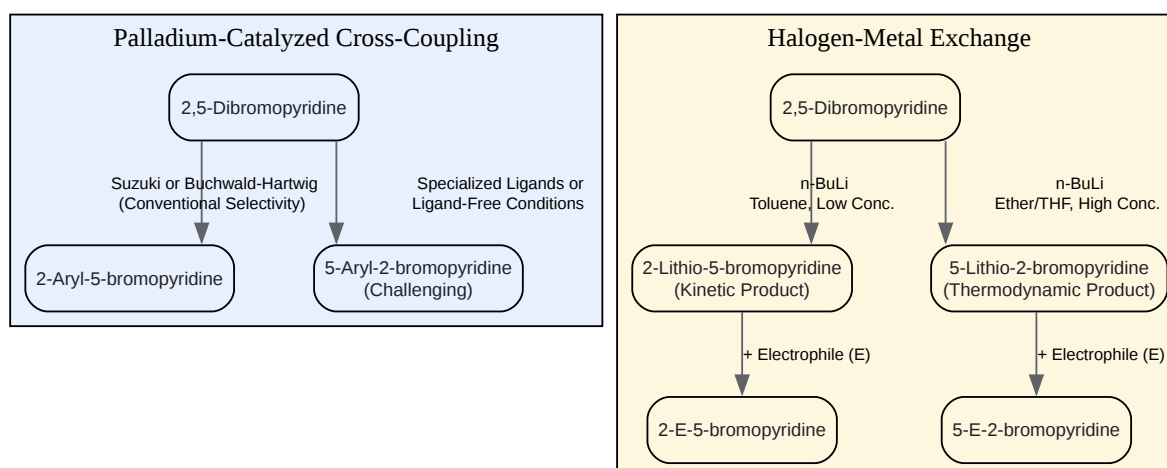 Palladium-Catalyzed Cross-Coupling
2,5-Dibromopyridine
Suzuki or Buchwald-Hartwig
(Conventional Selectivity)
Specialized Ligands or
Ligand-Free Conditions
2-Aryl-5-bromopyridine
5-Aryl-2-bromopyridine
(Challenging)
Halogen-Metal Exchange
2,5-Dibromopyridine
n-BuLi
Toluene, Low Conc.
n-BuLi
Ether/THF, High Conc.
2-Lithio-5-bromopyridine
(Kinetic Product)
5-Lithio-2-bromopyridine
(Thermodynamic Product)
+ Electrophile (E)
+ Electrophile (E)
2-E-5-bromopyridine
5-E-2-bromopyridine